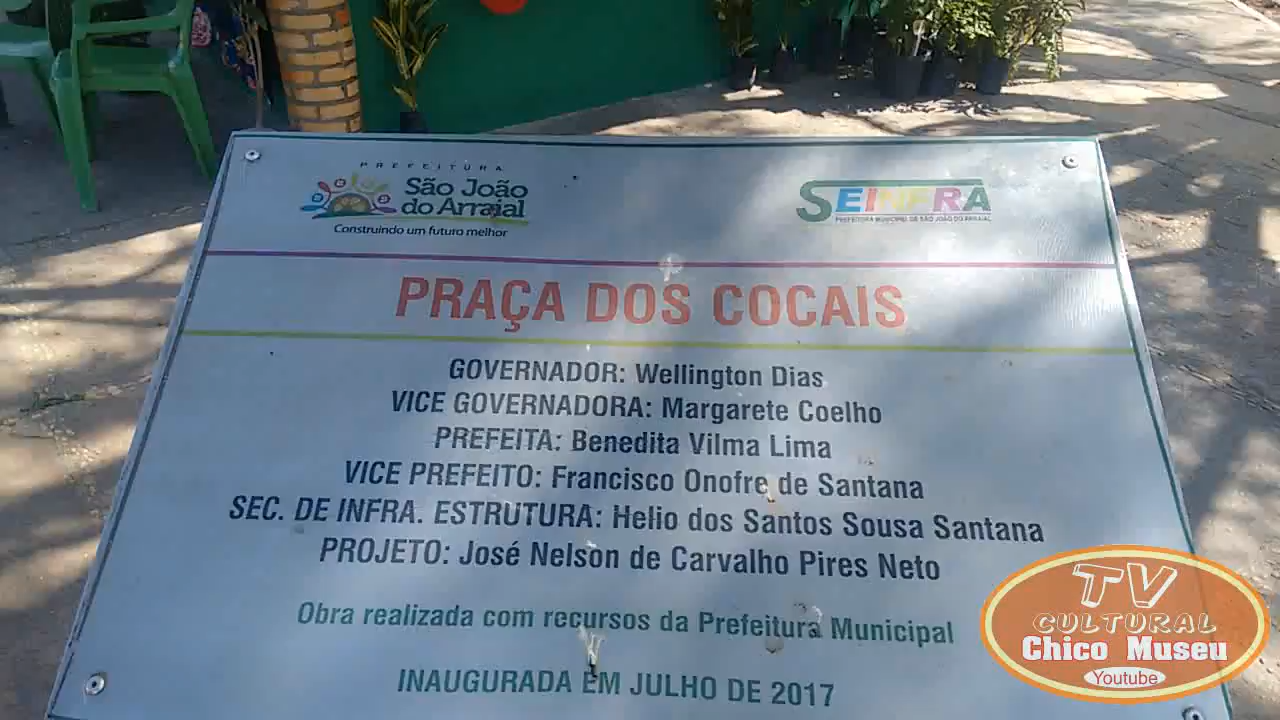 PREFEITURA
São João
do Arraial
Construindo um futuro melhor
SEINFRA
PREFEITURA MUNICIPAL DE SÃO JOÃO DO ARRAIAL
PRAÇA DOS COCAIS
GOVERNADOR: Wellington Dias
VICE GOVERNADORA: Margarete Coelho
PREFEITA: Benedita Vilma Lima
VICE PREFEITO: Francisco Onofre de Santana
SEC. DE INFRA. ESTRUTURA: Helio dos Santos Sousa Santana
PROJETO: José Nelson de Carvalho Pires Neto
Obra realizada com recursos da Prefeitura Municipal
INAUGURADA EM JULHO DE 2017
TV
CULTURAL
Chico Museu
Youtube